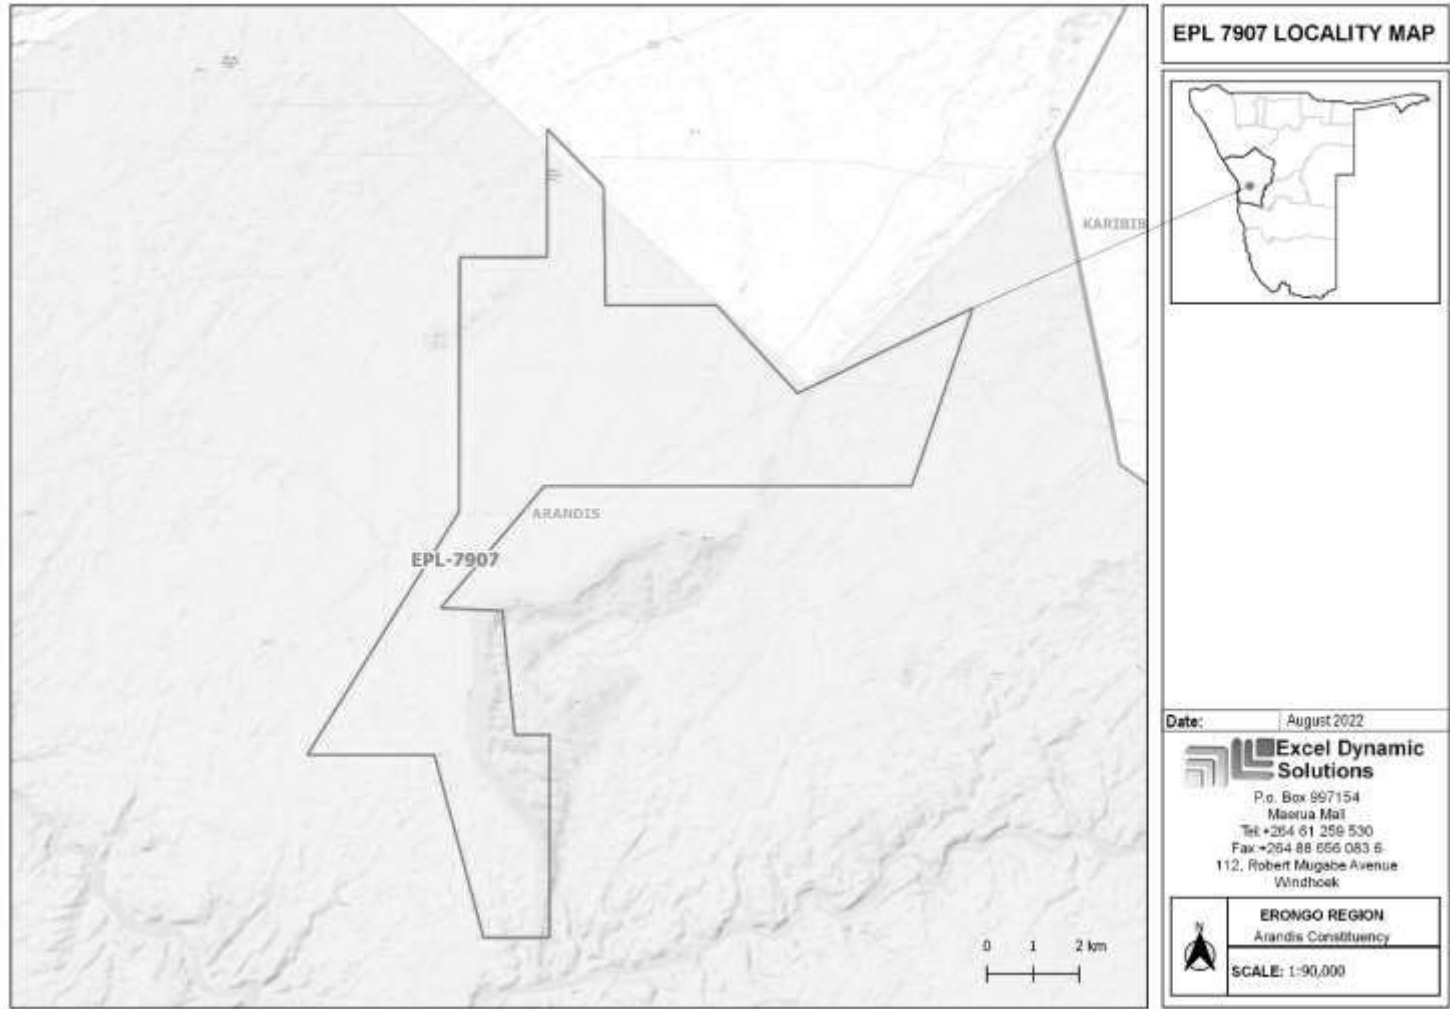 EPL 7907 LOCALITY MAP
KARIBIB
ARANDIS
EPL-7907
0 1 2 km
Date: August 2022
Excel Dynamic
Solutions
P.o. Box 997154
Maerua Mall
Tel:+264 61 259 530
Fax:+264 88 656 083 6
112, Robert Mugabe Avenue
Windhoek
N
ERONGO REGION
Arandis Constituency
SCALE: 1:90,000